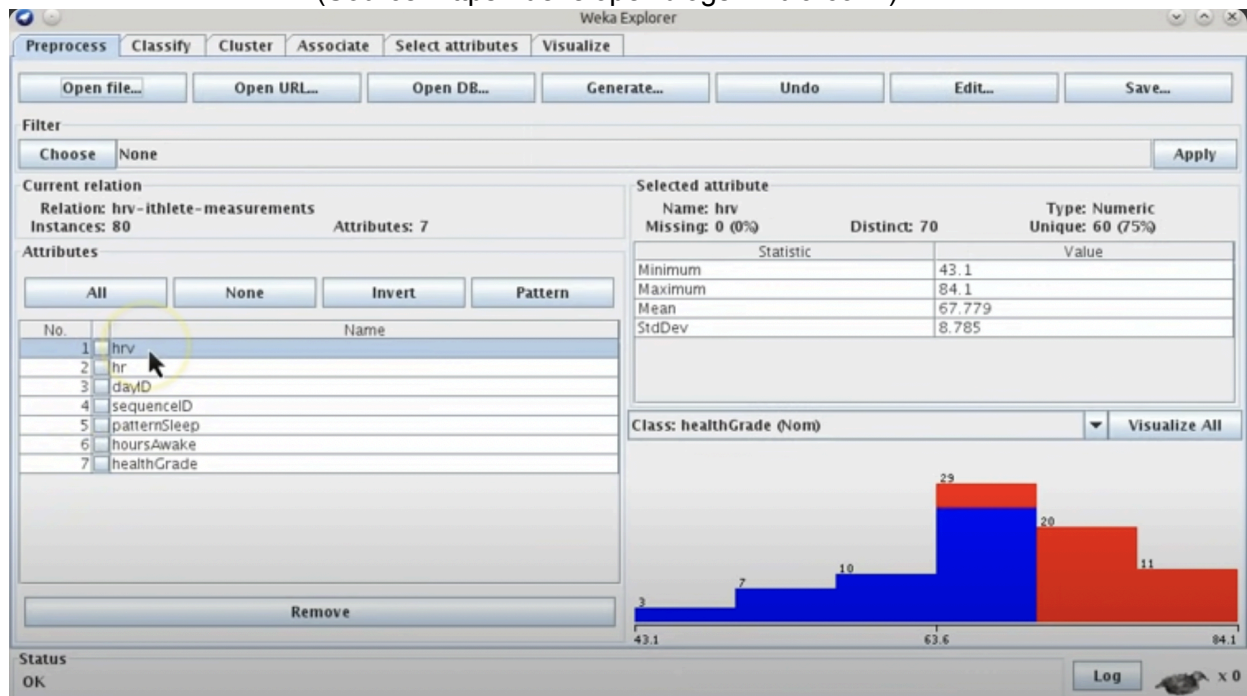 Weka Explorer
Preprocess Classify Cluster Associate Select attributes Visualize
Open file... Open URL... Open DB... Generate... Undo Edit... Save...
Filter
Choose None Apply
Current relation
Relation: hrv-ithlete-measurements
Instances: 80 Attributes: 7
Attributes
All None Invert Pattern
No. Name
1 hrv
2 hr
3 dayID
4 sequenceID
5 patternSleep
6 hoursAwake
7 healthGrade
Remove
Selected attribute
Name: hrv Type: Numeric
Missing: 0 (0%) Distinct: 70 Unique: 60 (75%)
Statistic Value
Minimum 43.1
Maximum 84.1
Mean 67.779
StdDev 8.785
Class: healthGrade (Nom) Visualize All
29
20
11
10
7
3
43.1 63.6 84.1
Status
OK
Log x 0